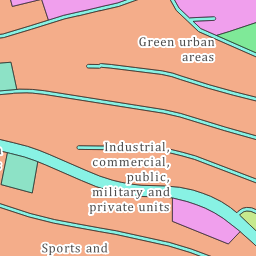 Green urban
areas
Industrial,
commercial,
public,
military and
private units
Sports and